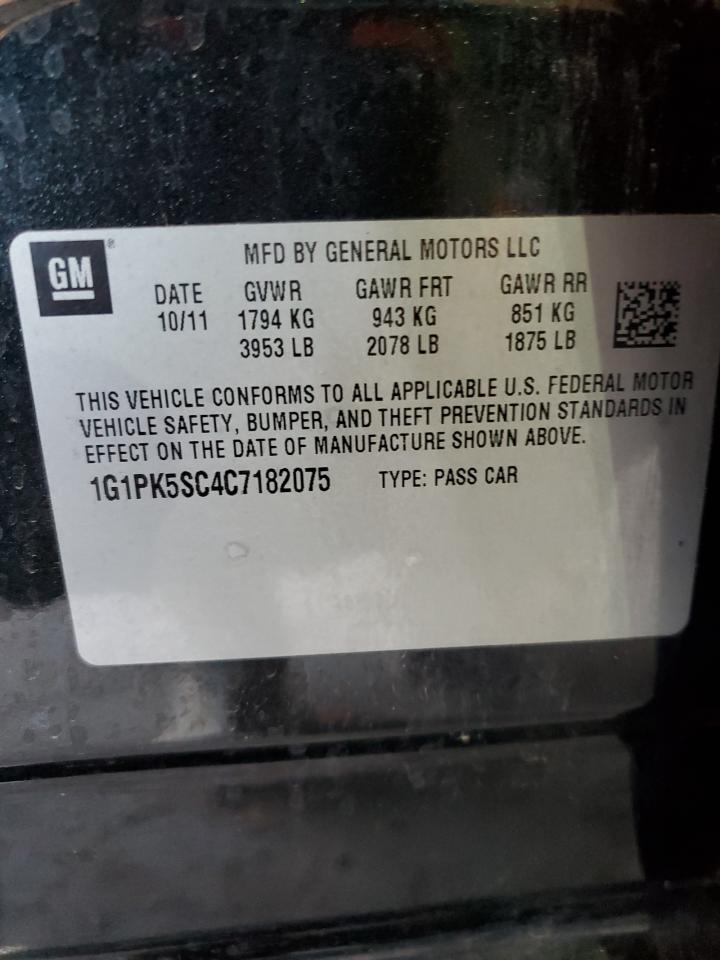 GM®
MFD BY GENERAL MOTORS LLC
DATE GVWR GAWR FRT GAWR RR
10/11 1794 KG 943 KG 851 KG
3953 LB 2078 LB 1875 LB
THIS VEHICLE CONFORMS TO ALL APPLICABLE U.S. FEDERAL MOTOR
VEHICLE SAFETY, BUMPER, AND THEFT PREVENTION STANDARDS IN
EFFECT ON THE DATE OF MANUFACTURE SHOWN ABOVE.
1G1PK5SC4C7182075 TYPE: PASS CAR